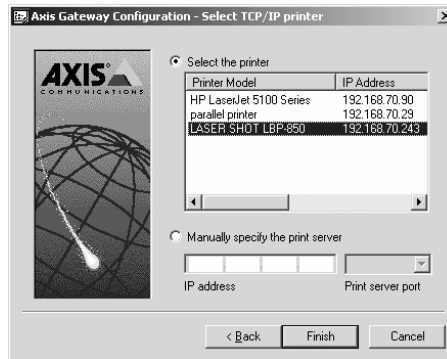 Axis Gateway Configuration - Select TCP/IP printer
AXIS
COMMUNICATIONS
Select the printer
Printer Model IP Address
HP LaserJet 5100 Series 192.168.70.90
parallel printer 192.168.70.29
LASER SHOT LBP-850 192.168.70.243
Manually specify the print server
IP address Print server port
< Back Finish Cancel